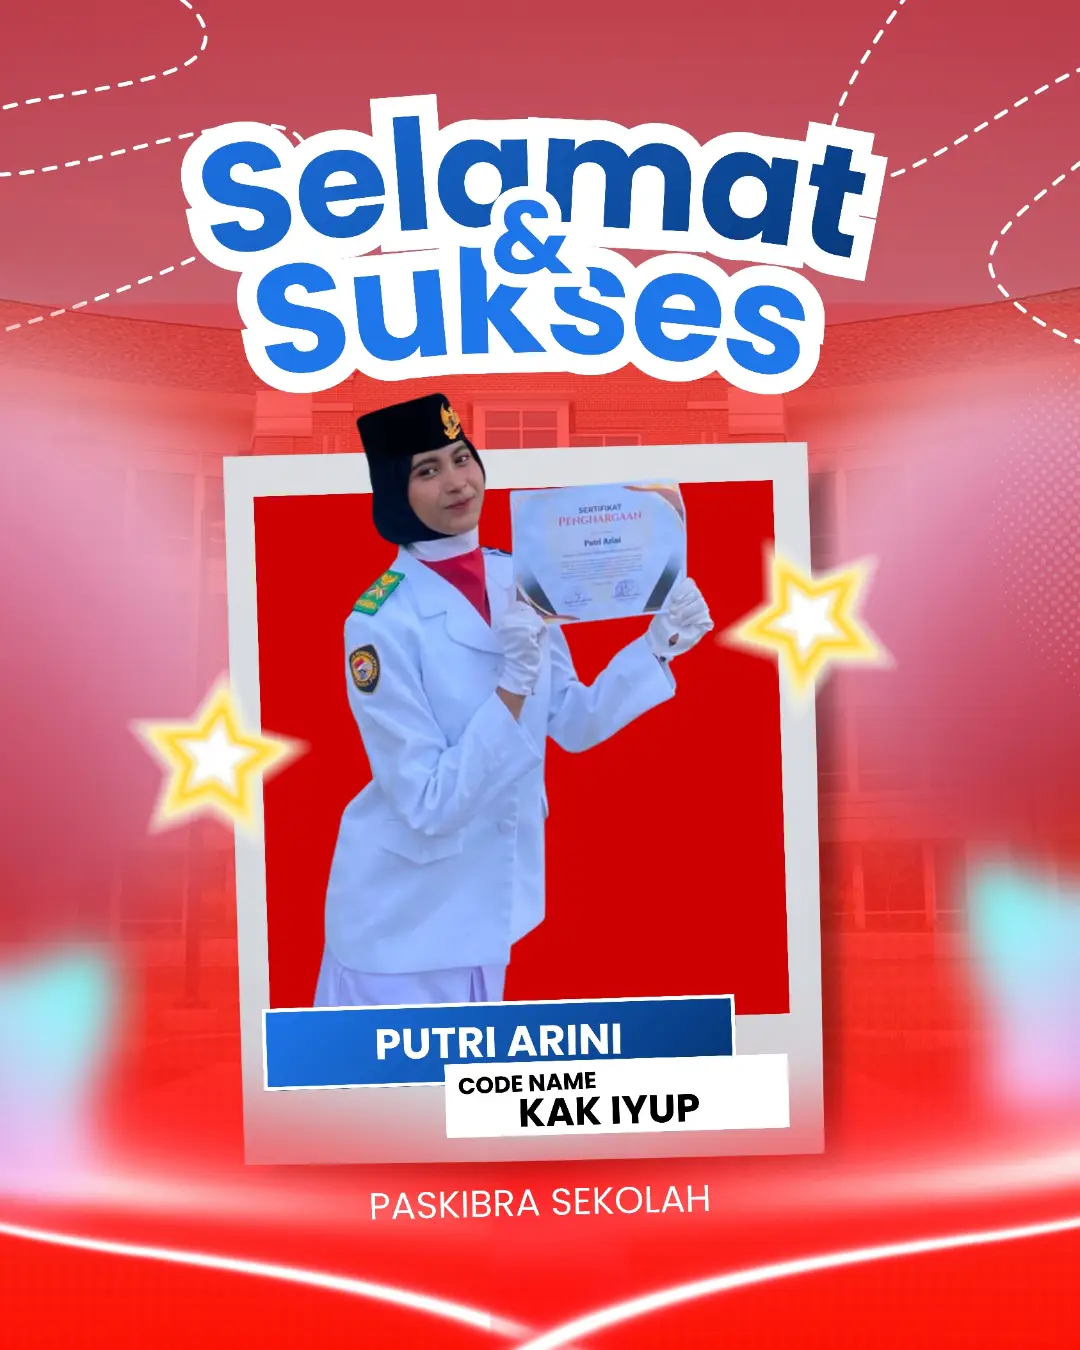 Selamat
&
Sukses
SERTIFIKAT
PENGHARGAAN
Putri Arini
PUTRI ARINI
CODE NAME
KAK IYUP
PASKIBRA SEKOLAH